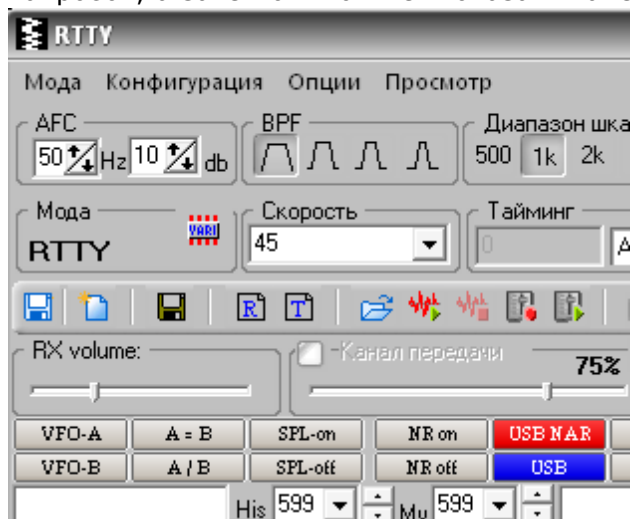 RTTY
Мода Конфигурация Опции Просмотр
AFC BPF Диапазон шка
50 Hz 10 db 500 1k 2k
Мода Скорость Тайминг
RTTY VARI 45 0 A
R T
RX volume: Канал передачи 75%
VFO-A A = B SPL-on NR on USB NAR
VFO-B A / B SPL-off NR off USB
His 599 Му 599